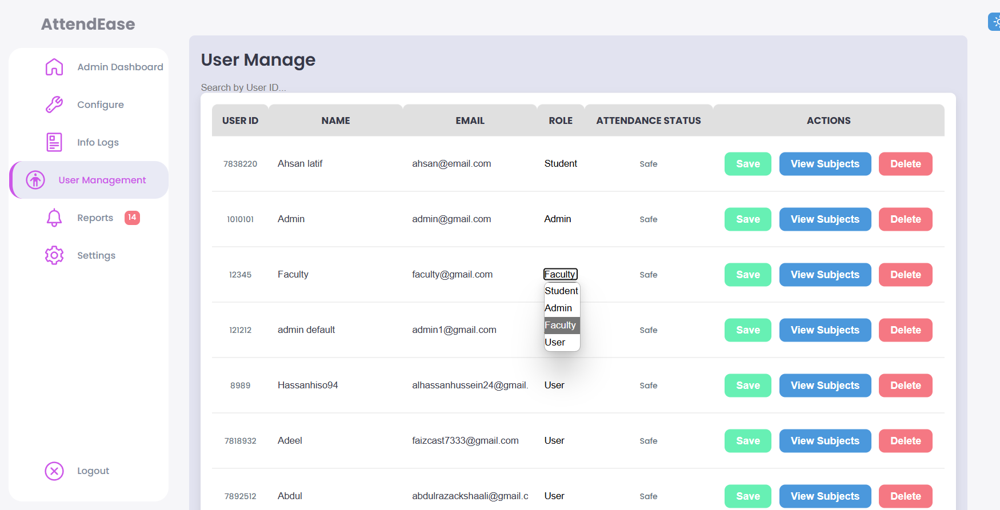 AttendEase
Admin Dashboard
Configure
Info Logs
User Management
Reports 14
Settings
Logout
User Manage
Search by User ID...
USER ID NAME EMAIL ROLE ATTENDANCE STATUS ACTIONS
7838220 Ahsan latif ahsan@email.com Student Safe Save View Subjects Delete
1010101 Admin admin@gmail.com Admin Safe Save View Subjects Delete
12345 Faculty faculty@gmail.com Faculty Safe Save View Subjects Delete
Student
Admin
Faculty
User
121212 admin default admin1@gmail.com Safe Save View Subjects Delete
8989 Hassanhiso94 alhassanhussein24@gmail. User Safe Save View Subjects Delete
7818932 Adeel faizcast7333@gmail.com User Safe Save View Subjects Delete
7892512 Abdul abdulrazackshaali@gmail.c User Safe Save View Subjects Delete